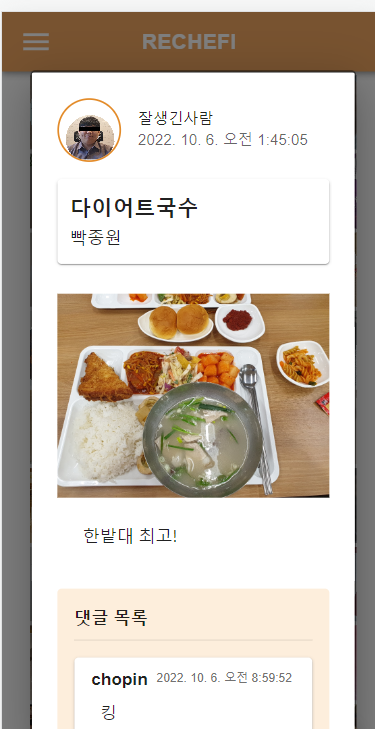 RECHEFI
잘생긴사람
2022. 10. 6. 오전 1:45:05
다이어트국수
빡종원
한밭대 최고!
댓글 목록
chopin 2022. 10. 6. 오전 8:59:52
킹